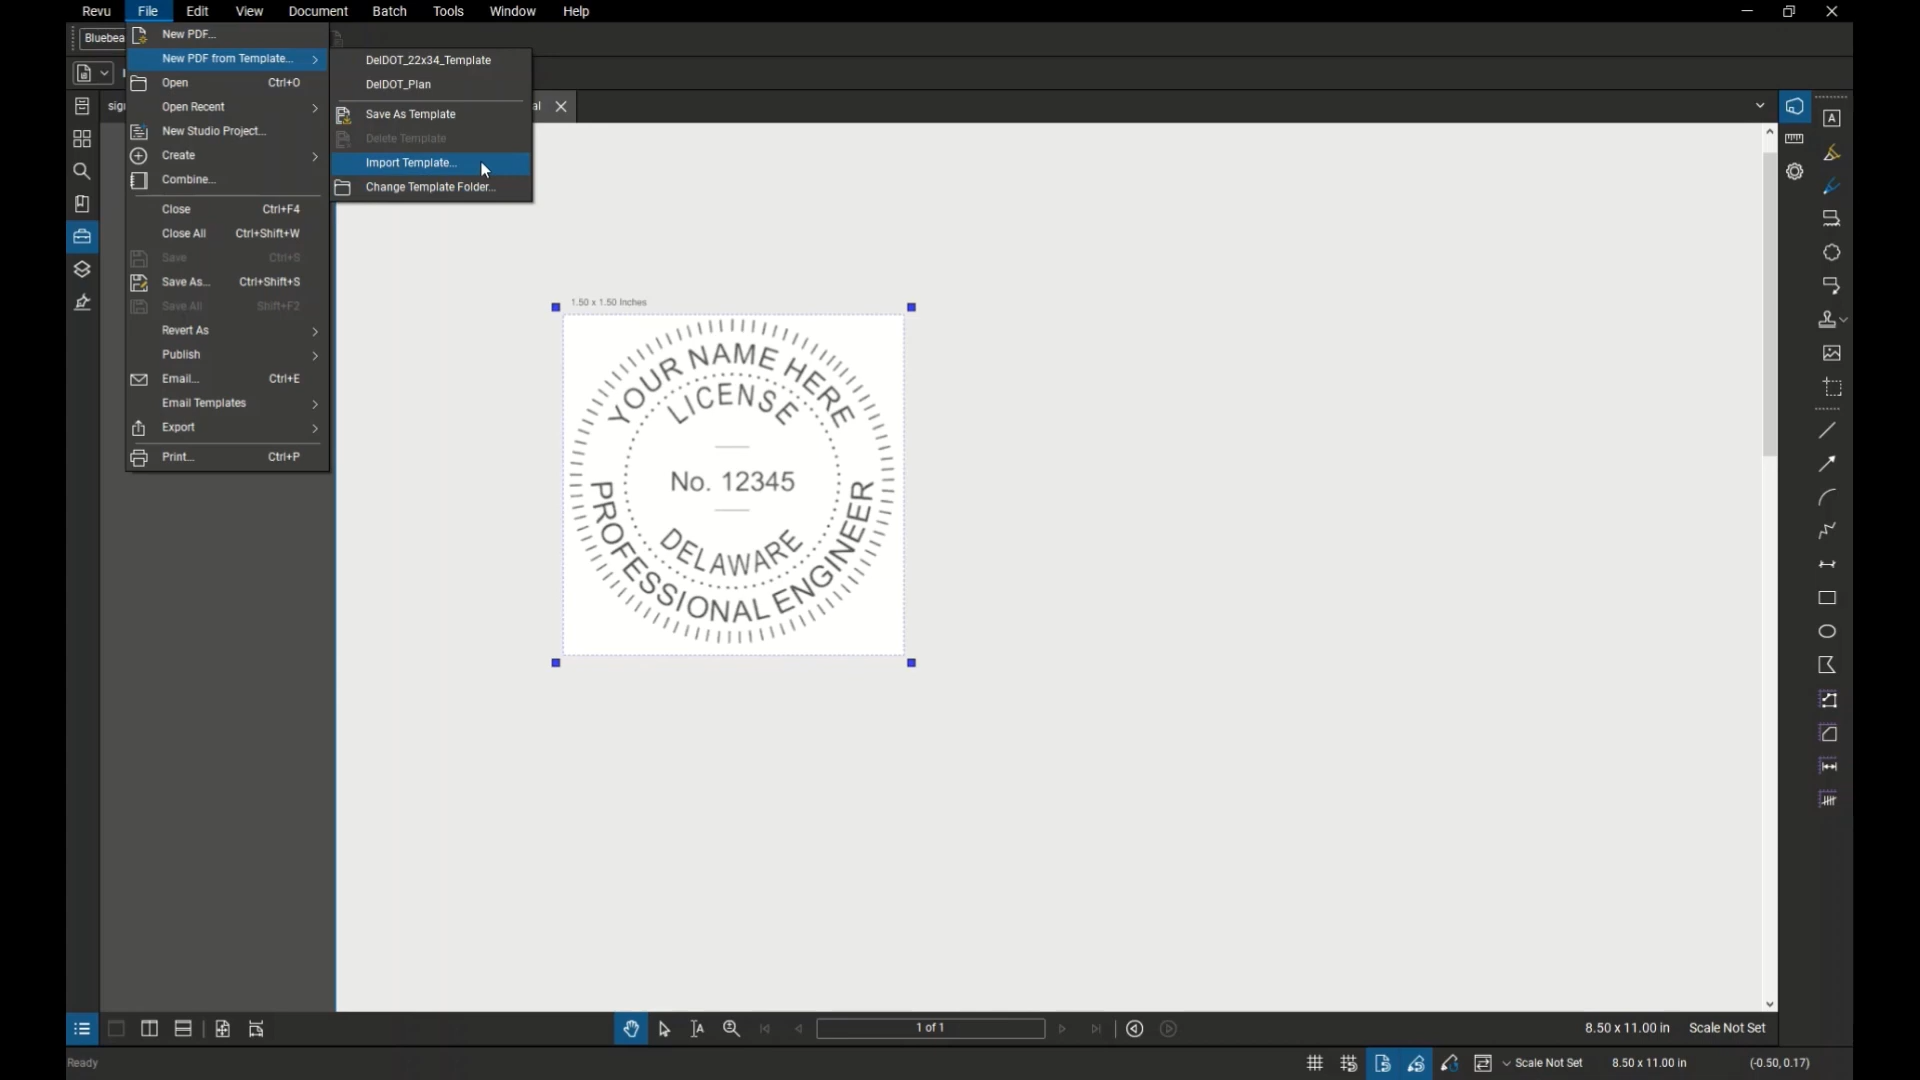 Revu File Edit View Document Batch Tools Window Help
Bluebea
New PDF...
New PDF from Template...
Open Ctrl+O
Open Recent
New Studio Project...
Create
Combine...
Close Ctrl+F4
Close All Ctrl+Shift+W
Save Ctrl+S
Save As... Ctrl+Shift+S
Save All Shift+F2
Revert As
Publish
Email... Ctrl+E
Email Templates
Export
Print... Ctrl+P
DelDOT_22x34_Template
DelDOT_Plan
Save As Template
Delete Template
Import Template...
Change Template Folder...
sign
al
1.50 x 1.50 Inches
YOUR NAME HERE
LICENSE
No. 12345
DELAWARE
PROFESSIONAL ENGINEER
1 of 1
8.50 x 11.00 in Scale Not Set
Ready
Scale Not Set 8.50 x 11.00 in (-0.50, 0.17)